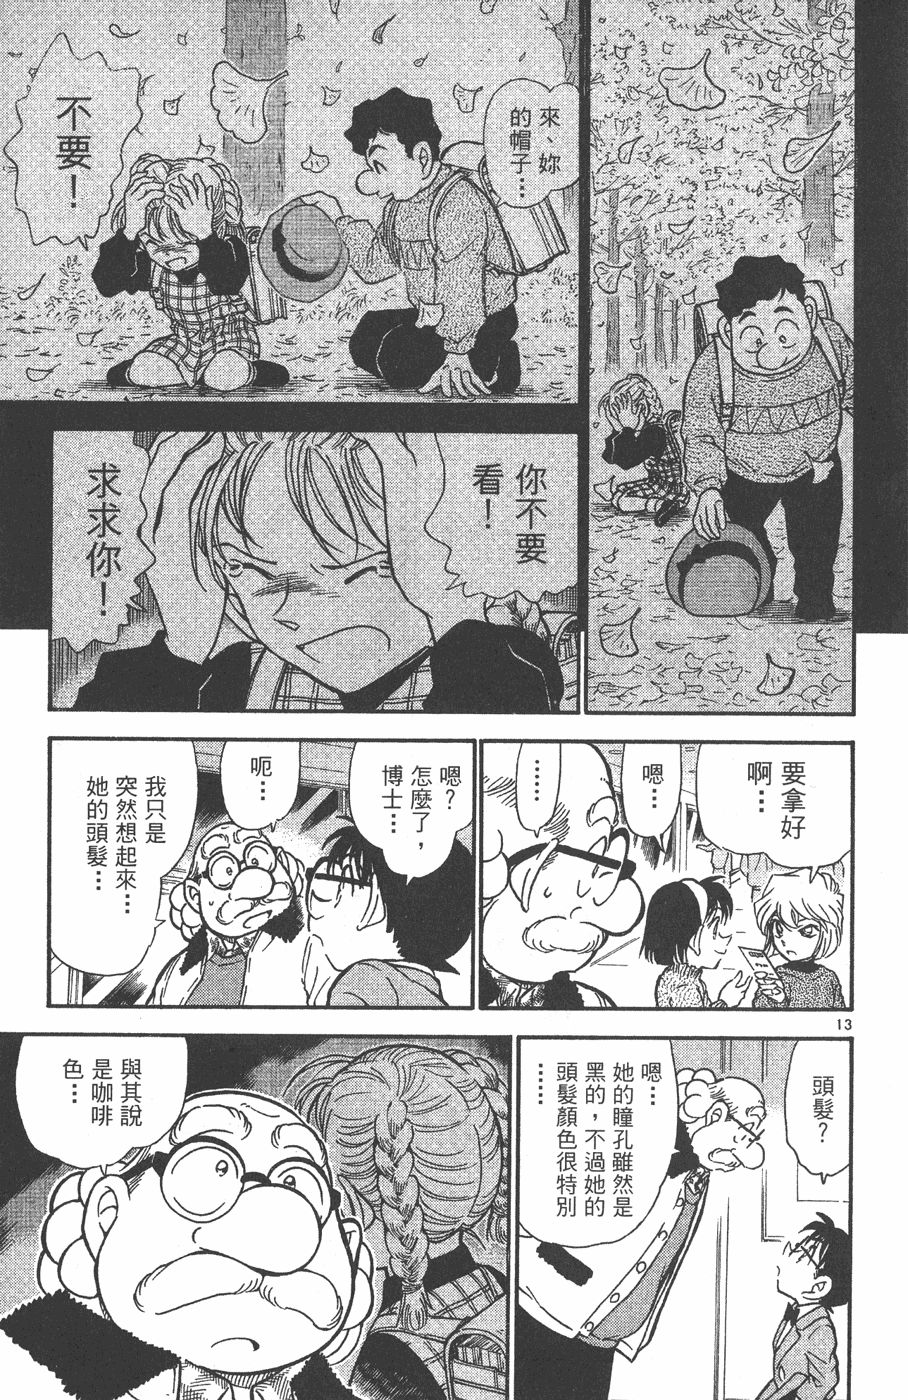 來、妳
的帽子…
不要！
你不要
看！
求求你！
要拿好
啊…
嗯…
……
嗯？
怎麼了，
博士…
呃…
我只是
突然想起來…
她的頭髮…
13
頭髮？
嗯…
她的瞳孔雖然是
黑的，不過她的
頭髮顏色很特別
……
與其說
是咖啡
色…